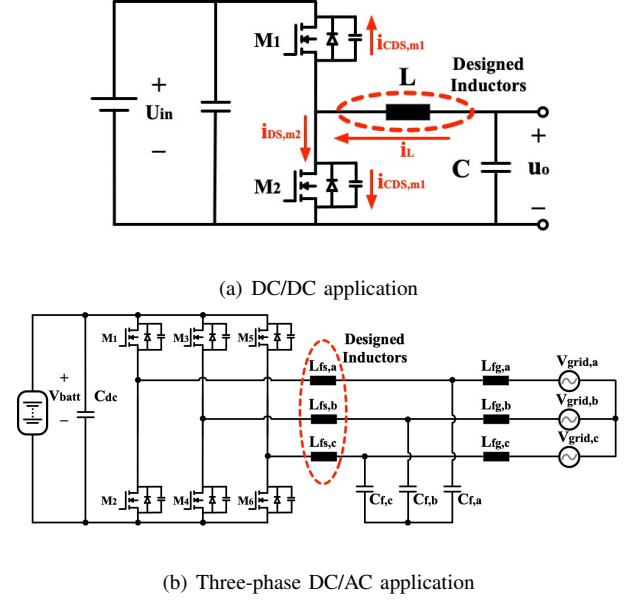 M1
iCDS,m1
Designed
Inductors
L
+
Uin
−
iDS,m2
iL
+
uo
−
C
M2
iCDS,m1
(a) DC/DC application
M1 M3 M5
Designed
Inductors
Lfs,a Lfg,a Vgrid,a
+
Vbatt
−
Cdc
Lfs,b Lfg,b Vgrid,b
Lfs,c Lfg,c Vgrid,c
M2 M4 M6
Cf,c Cf,b Cf,a
(b) Three-phase DC/AC application